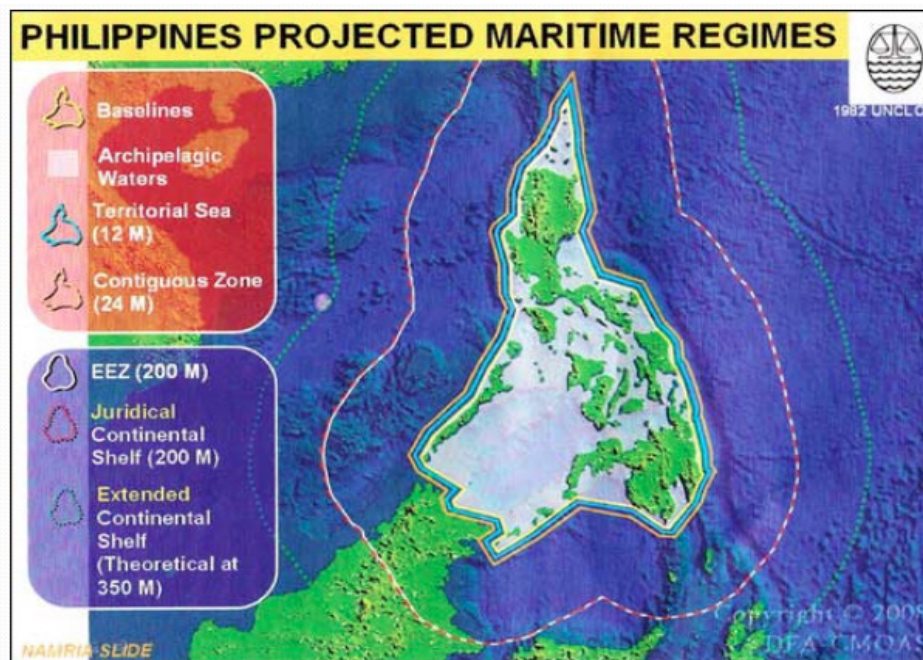 PHILIPPINES PROJECTED MARITIME REGIMES
1982 UNCLO
Baselines
Archipelagic
Waters
Territorial Sea
(12 M)
Contiguous Zone
(24 M)
EEZ (200 M)
Juridical
Continental
Shelf (200 M)
Extended
Continental
Shelf
(Theoretical at
350 M)
NAMRIA SLIDE
Copyright © 200
DFA-CMOA